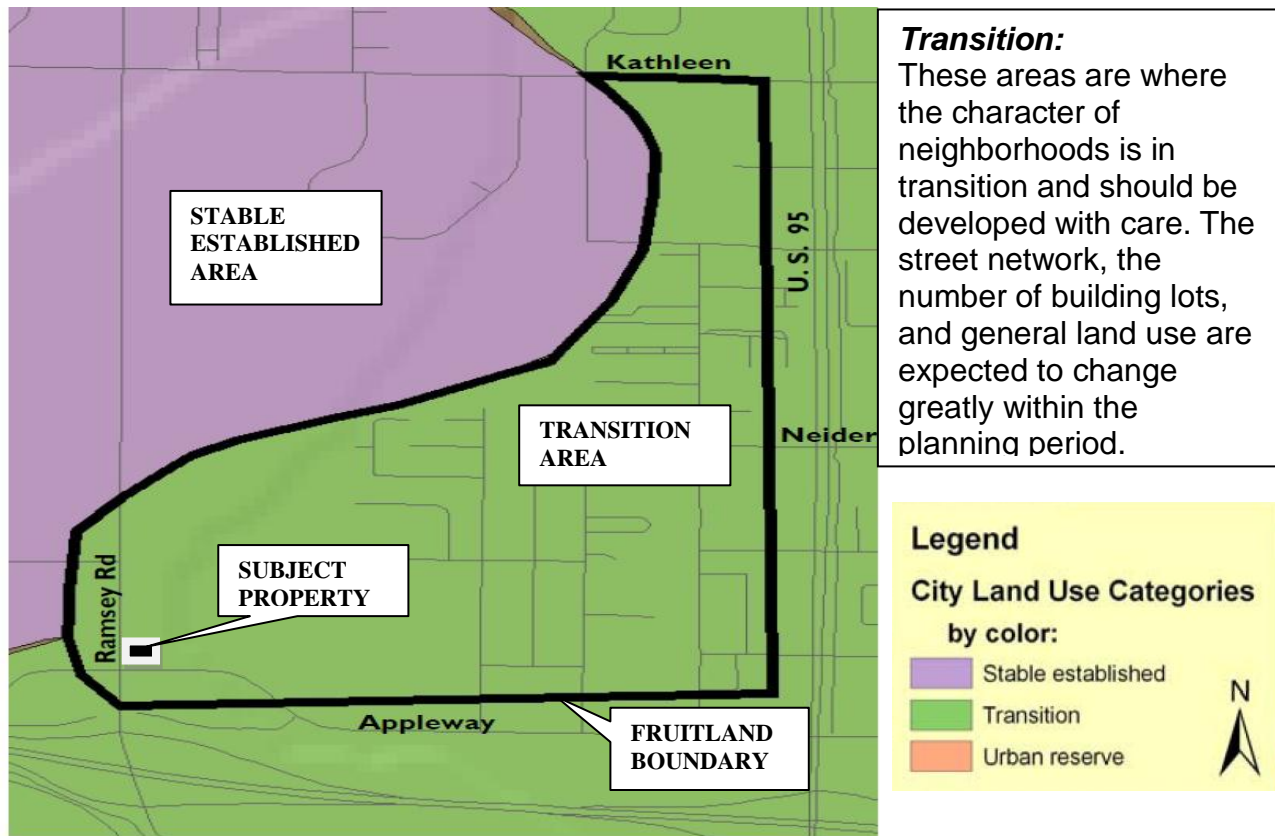 Kathleen
STABLE
ESTABLISHED
AREA
U. S. 95
TRANSITION
AREA
Neider
Ramsey Rd
SUBJECT
PROPERTY
Appleway
FRUITLAND
BOUNDARY
Transition:
These areas are where
the character of
neighborhoods is in
transition and should be
developed with care. The
street network, the
number of building lots,
and general land use are
expected to change
greatly within the
planning period.
Legend
City Land Use Categories
by color:
Stable established
Transition
Urban reserve
N